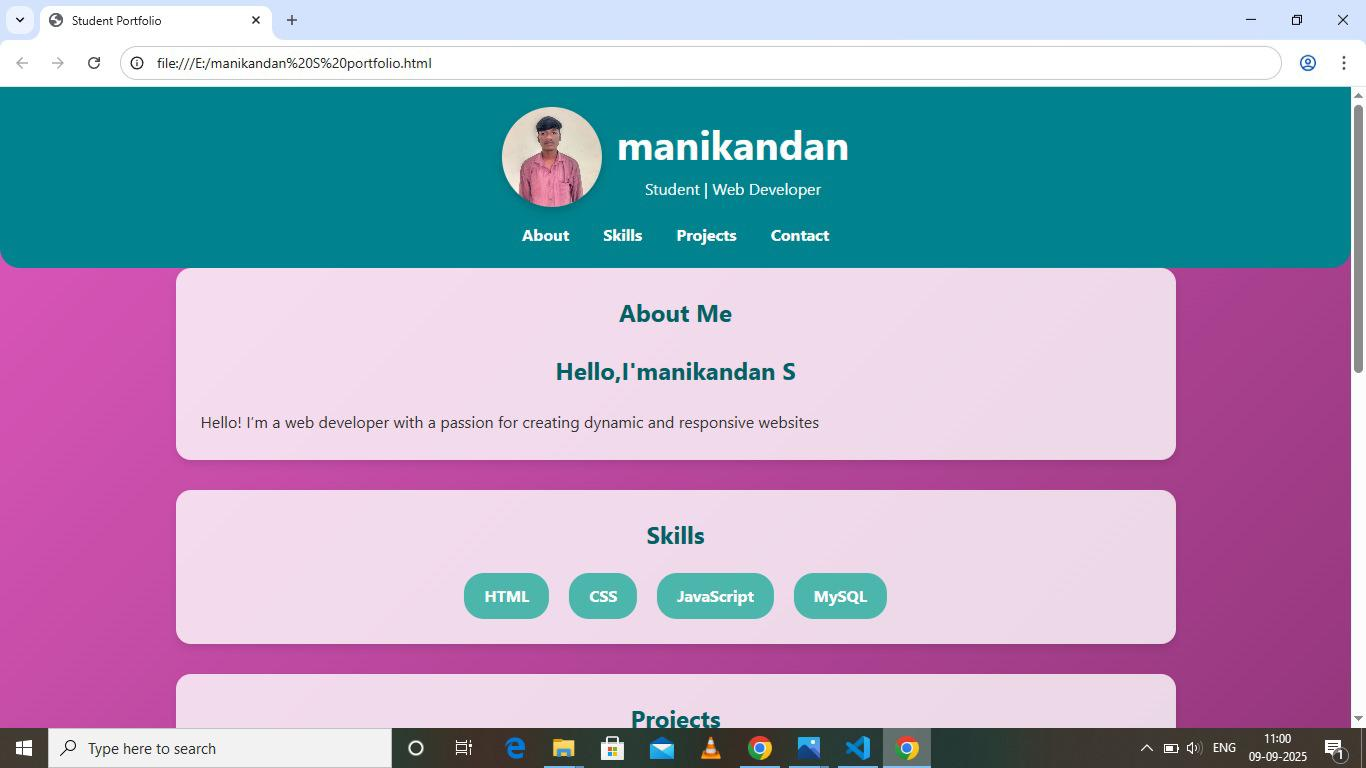 Student Portfolio
file:///E:/manikandan%20S%20portfolio.html
manikandan
Student | Web Developer
About Skills Projects Contact
About Me
Hello,I'manikandan S
Hello! I’m a web developer with a passion for creating dynamic and responsive websites
Skills
HTML CSS JavaScript MySQL
Projects
Type here to search
ENG
11:00
09-09-2025
1